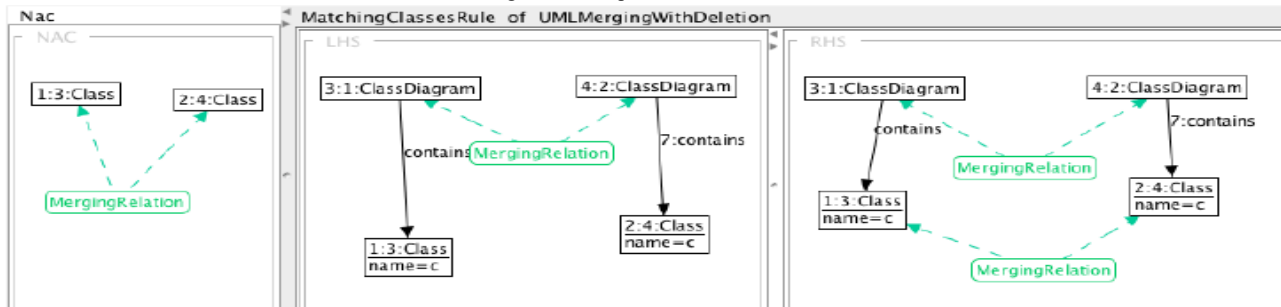 Nac
NAC
1:3:Class
2:4:Class
MergingRelation
MatchingClassesRule of UMLMergingWithDeletion
LHS
3:1:ClassDiagram
4:2:ClassDiagram
contains
MergingRelation
7:contains
1:3:Class
name=c
2:4:Class
name=c
RHS
3:1:ClassDiagram
4:2:ClassDiagram
contains
7:contains
MergingRelation
1:3:Class
name=c
2:4:Class
name=c
MergingRelation